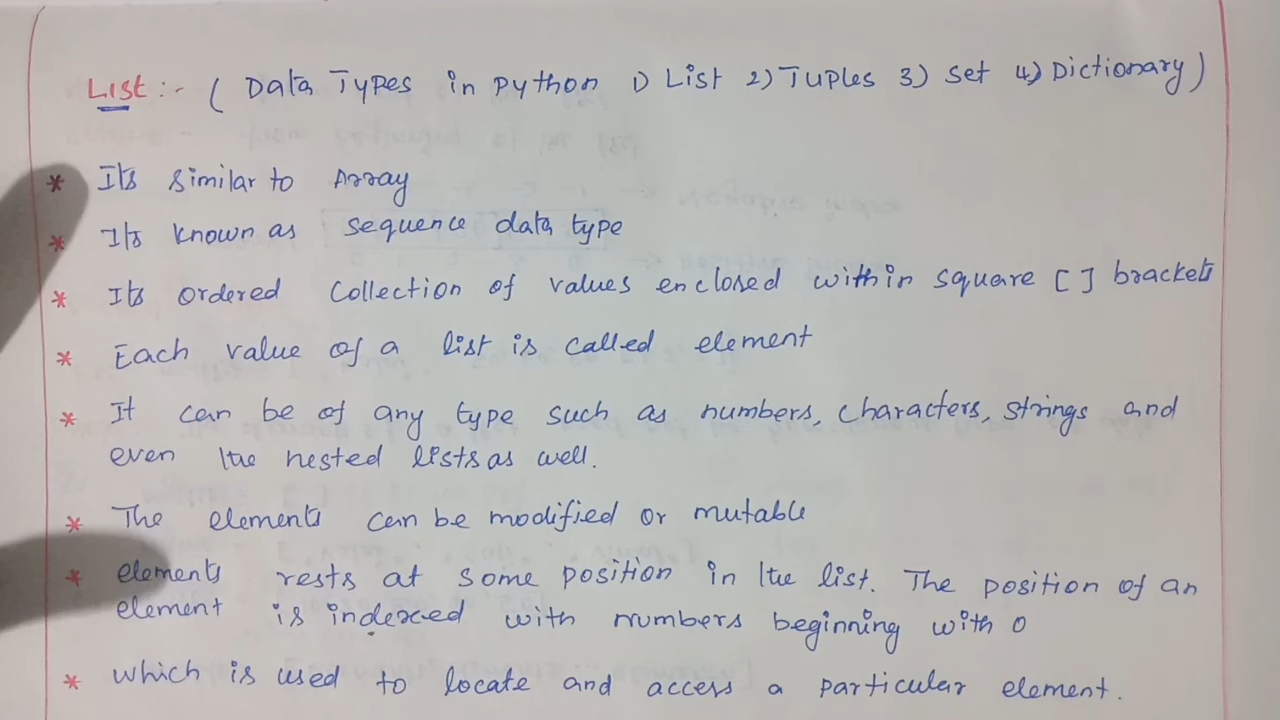 List :- ( Data Types in Python 1) List 2) Tuples 3) Set 4) Dictionary )
* Its similar to Array
* Its known as sequence data type
* Its ordered collection of values enclosed within square [ ] brackets
* Each value of a list is called element
* It can be of any type such as numbers, characters, strings and
even the nested lists as well.
* The elements can be modified or mutable
* elements rests at some position in the list. The position of an
element is indexed with numbers beginning with 0
* which is used to locate and access a particular element.